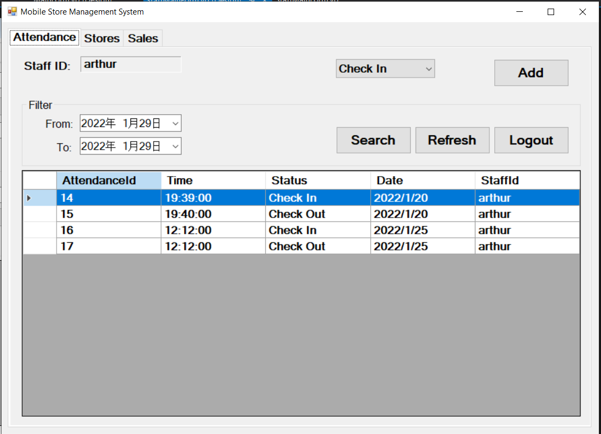 Mobile Store Management System
Attendance Stores Sales
Staff ID: arthur Check In Add
Filter
From: 2022年 1月29日
To: 2022年 1月29日 Search Refresh Logout
AttendanceId Time Status Date StaffId
14 19:39:00 Check In 2022/1/20 arthur
15 19:40:00 Check Out 2022/1/20 arthur
16 12:12:00 Check In 2022/1/25 arthur
17 12:12:00 Check Out 2022/1/25 arthur